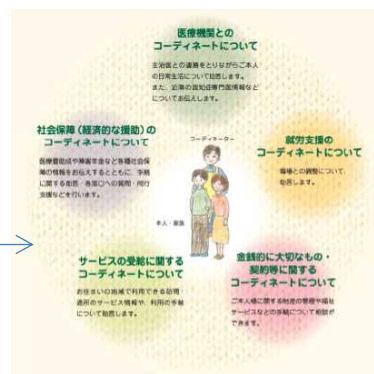 医療機関との
コーディネートについて
主治医との連絡をとりながらご本人
の日常生活について助言します。
また、近隣の認知症専門医情報など
についてお伝えします。
社会保障（経済的な援助）の
コーディネートについて
医療費助成や障害年金など各種社会保
障の情報をお伝えするとともに、手続
に関する助言・各窓口への質問・同行
支援などを行います。
コーディネーター
就労支援の
コーディネートについて
職場との調整について
助言します。
本人・家族
サービスの受給に関する
コーディネートについて
お住まいの地域で利用できる訪問・
通所のサービス情報や、利用の手続
について助言します。
金銭的に大切なもの・
契約等に関する
コーディネートについて
ご本人様に関する財産の管理や福祉
サービスなどの手続について相談が
できます。